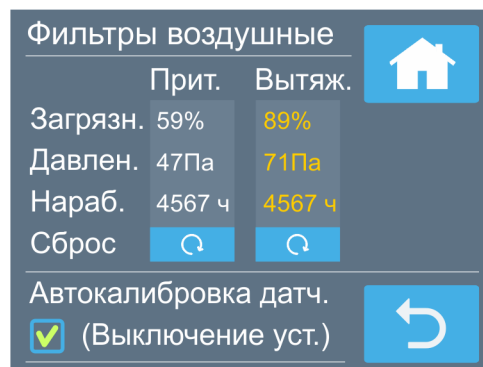 Фильтры воздушные
Прит. Вытяж.
Загрязн. 59% 89%
Давлен. 47Па 71Па
Нараб. 4567 ч 4567 ч
Сброс
Автокалибровка датч.
(Выключение уст.)